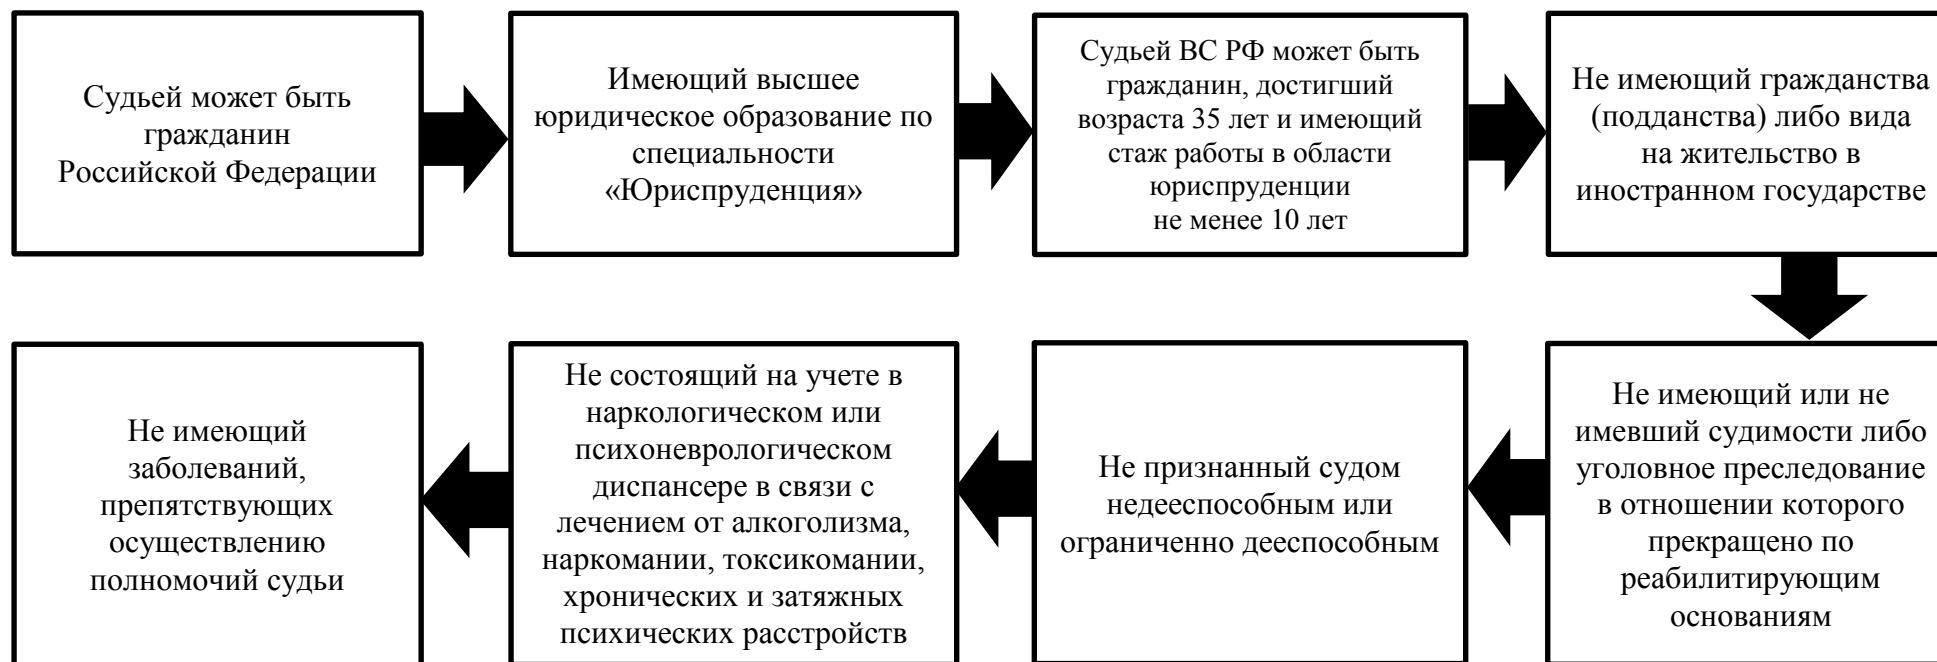 Судьей может быть
гражданин
Российской Федерации
Имеющий высшее
юридическое образование по
специальности
«Юриспруденция»
Судьей ВС РФ может быть
гражданин, достигший
возраста 35 лет и имеющий
стаж работы в области
юриспруденции
не менее 10 лет
Не имеющий гражданства
(подданства) либо вида
на жительство в
иностранном государстве
Не имеющий или не
имевший судимости либо
уголовное преследование
в отношении которого
прекращено по
реабилитирующим
основаниям
Не признанный судом
недееспособным или
ограниченно дееспособным
Не состоящий на учете в
наркологическом или
психоневрологическом
диспансере в связи с
лечением от алкоголизма,
наркомании, токсикомании,
хронических и затяжных
психических расстройств
Не имеющий
заболеваний,
препятствующих
осуществлению
полномочий судьи